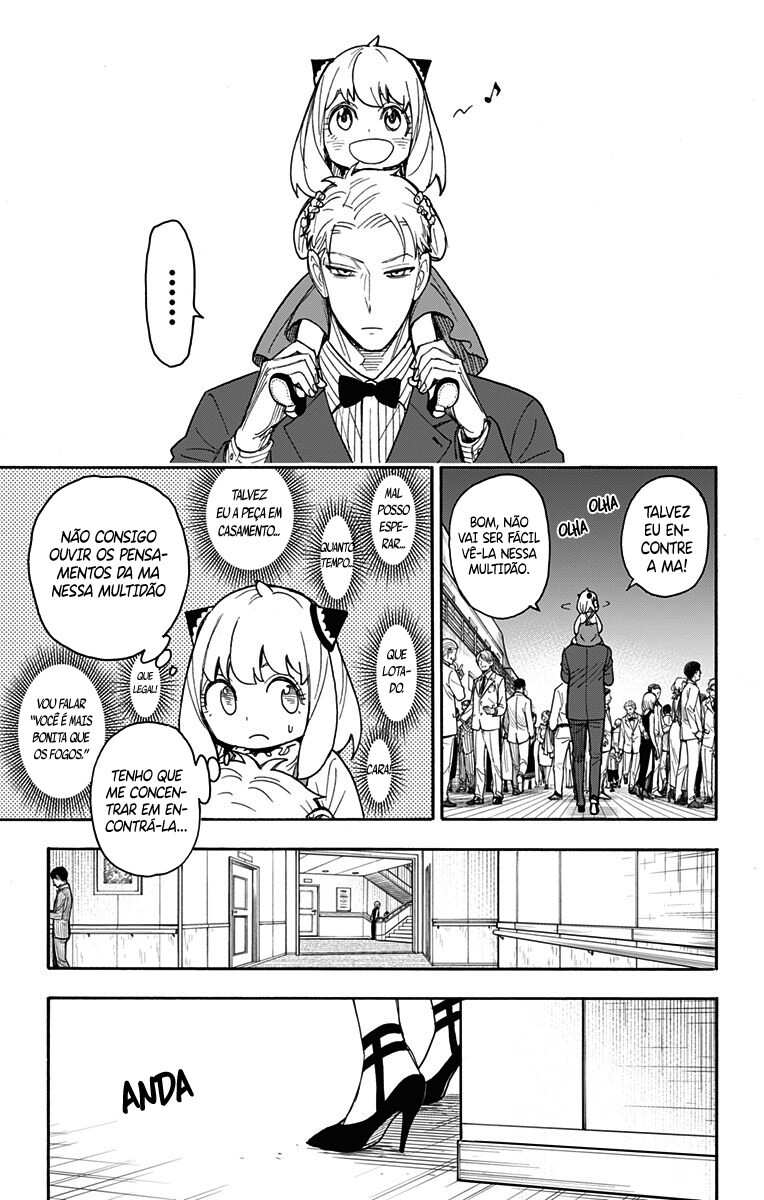 ......
TALVEZ
EU EN-
CONTRE
A MA!
OLHA
OLHA
BOM, NÃO
VAI SER FÁCIL
VÊ-LA NESSA
MULTIDÃO.
MAL
POSSO
ESPE-
RAR...
TALVEZ
EU A PEÇA EM
CASAMENTO...
QUANTO
TEMPO...
NÃO CONSIGO
OUVIR OS PENSA-
MENTOS DA MA
NESSA MULTIDÃO
QUE
LOTA-
DO.
QUE
LEGAL!
VOU FALAR
“VOCÊ É MAIS
BONITA QUE
OS FOGOS.”
CARA!
TENHO QUE
ME CONCEN-
TRAR EM EN-
CONTRÁ-LA...
ANDA